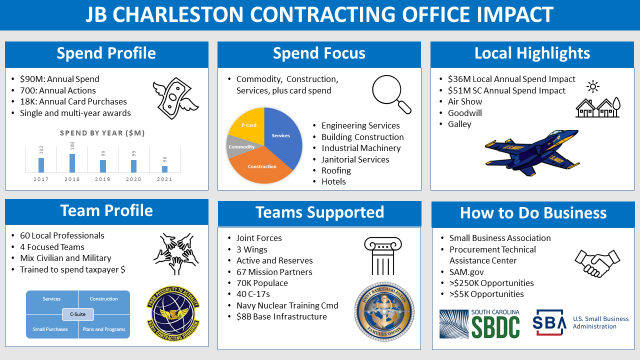 JB CHARLESTON CONTRACTING OFFICE IMPACT
Spend Profile
• $90M: Annual Spend
• 700: Annual Actions
• 18K: Annual Card Purchases
• Single and multi-year awards
SPEND BY YEAR ($M)
2017 2018 2019 2020 2021
Spend Focus
• Commodity, Construction,
Services, plus card spend
P-Card
Services
Commodity
Construction
• Engineering Services
• Building Construction
• Industrial Machinery
• Janitorial Services
• Roofing
• Hotels
Local Highlights
• $36M Local Annual Spend Impact
• $51M SC Annual Spend Impact
• Air Show
• Goodwill
• Galley
Team Profile
• 60 Local Professionals
• 4 Focused Teams
• Mix Civilian and Military
• Trained to spend taxpayer $
Services
Construction
C-Suite
Small Purchases
Plans and Programs
Teams Supported
• Joint Forces
• 3 Wings
• Active and Reserves
• 67 Mission Partners
• 70K Populace
• 40 C-17s
• Navy Nuclear Training Cmd
• $8B Base Infrastructure
How to Do Business
• Small Business Association
• Procurement Technical
Assistance Center
• SAM.gov
• >$250K Opportunities
• >$5K Opportunities
SOUTH CAROLINA
SBDC
SBA
U.S. Small Business
Administration